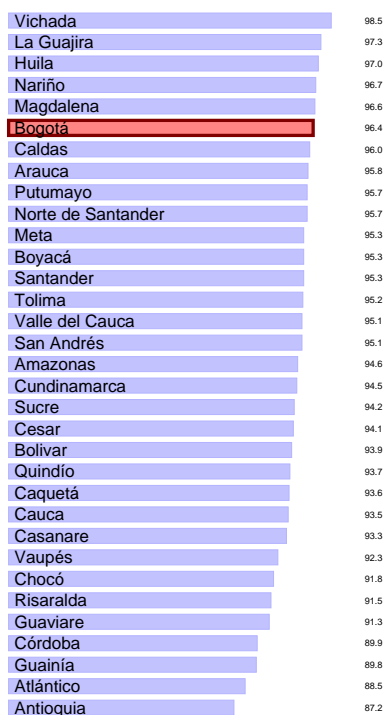 Vichada 98.5
La Guajira 97.3
Huila 97.0
Nariño 96.7
Magdalena 96.6
Bogotá 96.4
Caldas 96.0
Arauca 95.8
Putumayo 95.7
Norte de Santander 95.7
Meta 95.3
Boyacá 95.3
Santander 95.3
Tolima 95.2
Valle del Cauca 95.1
San Andrés 95.1
Amazonas 94.6
Cundinamarca 94.5
Sucre 94.2
Cesar 94.1
Bolivar 93.9
Quindío 93.7
Caquetá 93.6
Cauca 93.5
Casanare 93.3
Vaupés 92.3
Chocó 91.8
Risaralda 91.5
Guaviare 91.3
Córdoba 89.9
Guainía 89.8
Atlántico 88.5
Antioquia 87.2